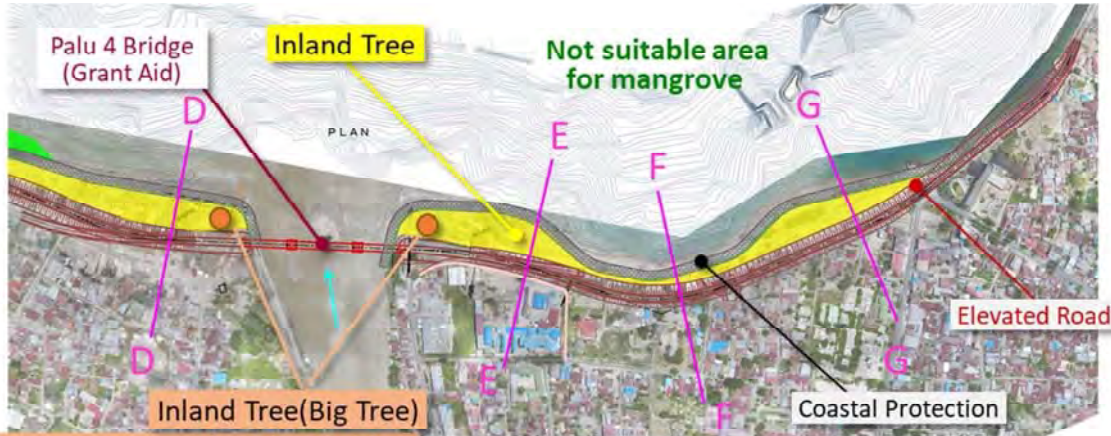 Palu 4 Bridge
(Grant Aid)
Inland Tree
Not suitable area
for mangrove
D
PLAN
E
F
G
Elevated Road
D
E
F
G
Inland Tree(Big Tree)
Coastal Protection